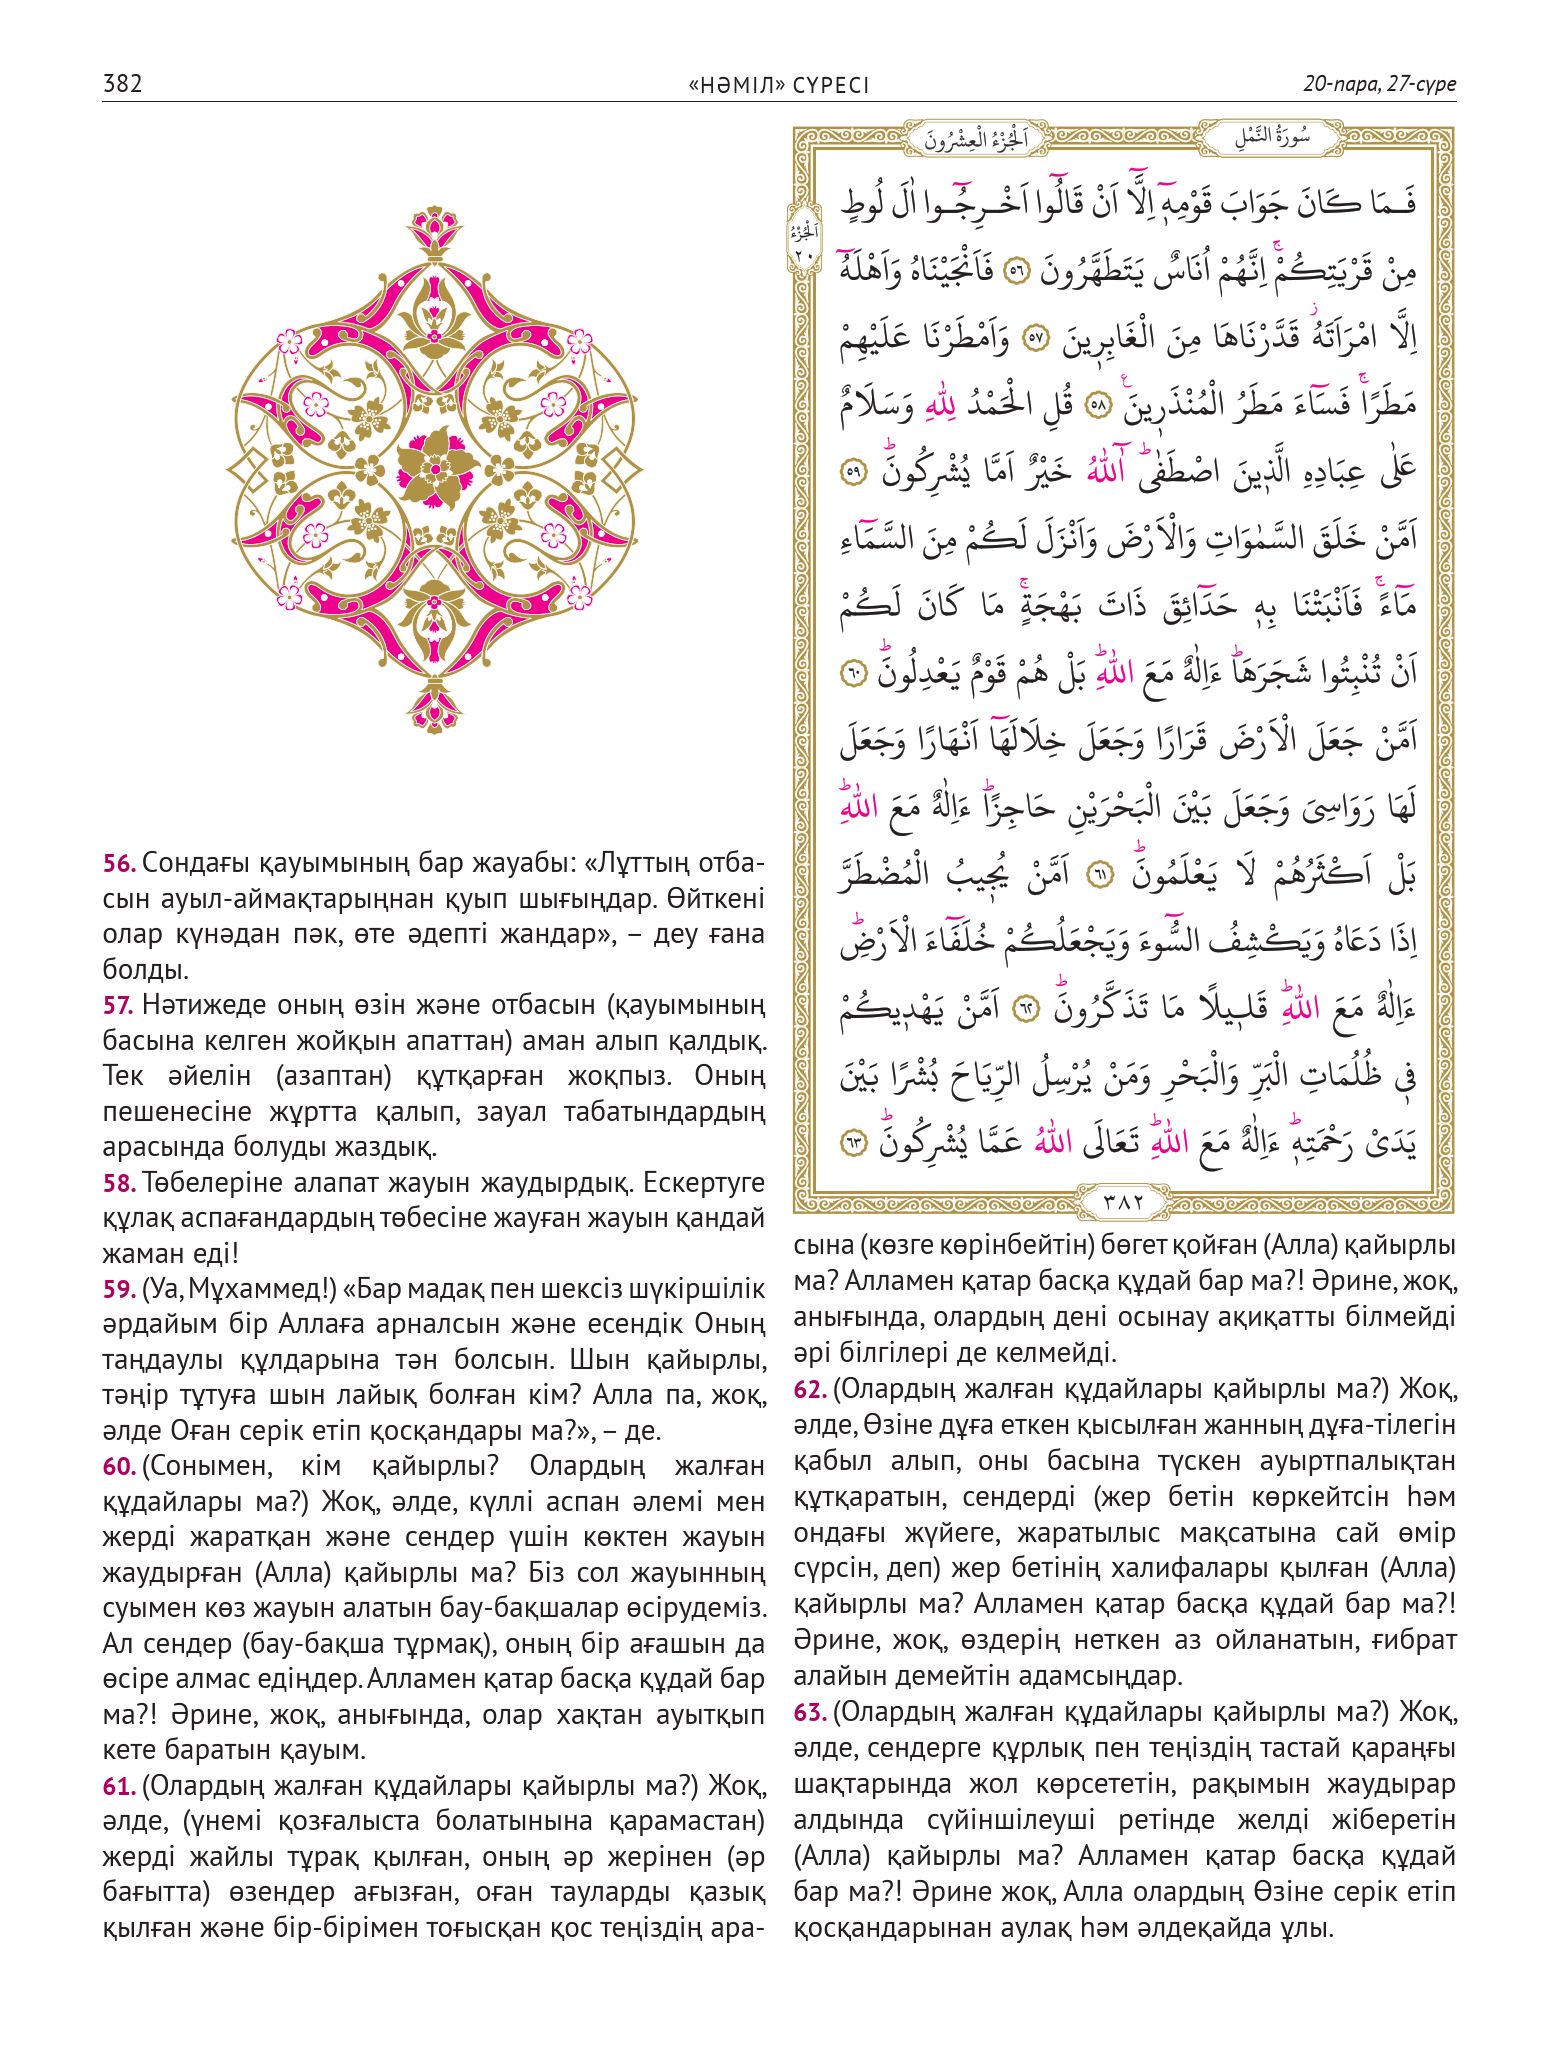 382
«НӘМІЛ» СҮРЕСІ
20-пара, 27-сүре
اَلْجُزْءُ الْعِشْرُونَ
سُورَةُ النَّمْلِ
اَلْجُزْءُ
٢٠
فَمَا كَانَ جَوَابَ قَوْمِه۪ٓ اِلَّٓا اَنْ قَالُٓوا اَخْرِجُٓوا اٰلَ لُوطٍ
مِنْ قَرْيَتِكُمْۚ اِنَّهُمْ اُنَاسٌ يَتَطَهَّرُونَ ﴿٥٦﴾ فَاَنْجَيْنَاهُ وَاَهْلَهُٓ
اِلَّا امْرَاَتَهُۘ قَدَّرْنَاهَا مِنَ الْغَابِر۪ينَ ﴿٥٧﴾ وَاَمْطَرْنَا عَلَيْهِمْ
مَطَرًاۚ فَسَٓاءَ مَطَرُ الْمُنْذَر۪ينَ ﴿٥٨﴾ قُلِ الْحَمْدُ لِلّٰهِ وَسَلَامٌ
عَلٰى عِبَادِهِ الَّذ۪ينَ اصْطَفٰىۜ آٰللّٰهُ خَيْرٌ اَمَّا يُشْرِكُونَۜ ﴿٥٩﴾
اَمَّنْ خَلَقَ السَّمٰوَاتِ وَالْاَرْضَ وَاَنْزَلَ لَكُمْ مِنَ السَّمَٓاءِ
مَٓاءًۚ فَاَنْبَتْنَا بِه۪ حَدَٓائِقَ ذَاتَ بَهْجَةٍۚ مَا كَانَ لَكُمْ
اَنْ تُنْبِتُوا شَجَرَهَاۜ ءَاِلٰهٌ مَعَ اللّٰهِۜ بَلْ هُمْ قَوْمٌ يَعْدِلُونَۜ ﴿٦٠﴾
اَمَّنْ جَعَلَ الْاَرْضَ قَرَارًا وَجَعَلَ خِلَالَهَٓا اَنْهَارًا وَجَعَلَ
لَهَا رَوَاسِىَ وَجَعَلَ بَيْنَ الْبَحْرَيْنِ حَاجِزًاۜ ءَاِلٰهٌ مَعَ اللّٰهِۜ
بَلْ اَكْثَرُهُمْ لَا يَعْلَمُونَۜ ﴿٦١﴾ اَمَّنْ يُج۪يبُ الْمُضْطَرَّ
اِذَا دَعَاهُ وَيَكْشِفُ السُّٓوءَ وَيَجْعَلُكُمْ خُلَفَٓاءَ الْاَرْضِۜ
ءَاِلٰهٌ مَعَ اللّٰهِۜ قَل۪يلًا مَا تَذَكَّرُونَۜ ﴿٦٢﴾ اَمَّنْ يَهْد۪يكُمْ
ف۪ى ظُلُمَاتِ الْبَرِّ وَالْبَحْرِ وَمَنْ يُرْسِلُ الرِّيَاحَ بُشْرًا بَيْنَ
يَدَىْ رَحْمَتِه۪ۜ ءَاِلٰهٌ مَعَ اللّٰهِۜ تَعَالَى اللّٰهُ عَمَّا يُشْرِكُونَۜ ﴿٦٣﴾
٣٨٢
56. Сондағы қауымының бар жауабы: «Лұттың отба-
сын ауыл-аймақтарыңнан қуып шығыңдар. Өйткені
олар күнәдан пәк, өте әдепті жандар», – деу ғана
болды.
57. Нәтижеде оның өзін және отбасын (қауымының
басына келген жойқын апаттан) аман алып қалдық.
Тек әйелін (азаптан) құтқарған жоқпыз. Оның
пешенесіне жұртта қалып, зауал табатындардың
арасында болуды жаздық.
58. Төбелеріне алапат жауын жаудырдық. Ескертуге
құлақ аспағандардың төбесіне жауған жауын қандай
жаман еді!
59. (Уа, Мұхаммед!) «Бар мадақ пен шексіз шүкіршілік
әрдайым бір Аллаға арналсын және есендік Оның
таңдаулы құлдарына тән болсын. Шын қайырлы,
тәңір тұтуға шын лайық болған кім? Алла па, жоқ,
әлде Оған серік етіп қосқандары ма?», – де.
60. (Сонымен, кім қайырлы? Олардың жалған
құдайлары ма?) Жоқ, әлде, күллі аспан әлемі мен
жерді жаратқан және сендер үшін көктен жауын
жаудырған (Алла) қайырлы ма? Біз сол жауынның
суымен көз жауын алатын бау-бақшалар өсірудеміз.
Ал сендер (бау-бақша тұрмақ), оның бір ағашын да
өсіре алмас едіңдер. Алламен қатар басқа құдай бар
ма?! Әрине, жоқ, анығында, олар хақтан ауытқып
кете баратын қауым.
61. (Олардың жалған құдайлары қайырлы ма?) Жоқ,
әлде, (үнемі қозғалыста болатынына қарамастан)
жерді жайлы тұрақ қылған, оның әр жерінен (әр
бағытта) өзендер ағызған, оған тауларды қазық
қылған және бір-бірімен тоғысқан қос теңіздің ара-
сына (көзге көрінбейтін) бөгет қойған (Алла) қайырлы
ма? Алламен қатар басқа құдай бар ма?! Әрине, жоқ,
анығында, олардың дені осынау ақиқатты білмейді
әрі білгілері де келмейді.
62. (Олардың жалған құдайлары қайырлы ма?) Жоқ,
әлде, Өзіне дұға еткен қысылған жанның дұға-тілегін
қабыл алып, оны басына түскен ауыртпалықтан
құтқаратын, сендерді (жер бетін көркейтсін һәм
ондағы жүйеге, жаратылыс мақсатына сай өмір
сүрсін, деп) жер бетінің халифалары қылған (Алла)
қайырлы ма? Алламен қатар басқа құдай бар ма?!
Әрине, жоқ, өздерің неткен аз ойланатын, ғибрат
алайын демейтін адамсыңдар.
63. (Олардың жалған құдайлары қайырлы ма?) Жоқ,
әлде, сендерге құрлық пен теңіздің тастай қараңғы
шақтарында жол көрсететін, рақымын жаудырар
алдында сүйіншілеуші ретінде желді жіберетін
(Алла) қайырлы ма? Алламен қатар басқа құдай
бар ма?! Әрине жоқ, Алла олардың Өзіне серік етіп
қосқандарынан аулақ һәм әлдеқайда ұлы.